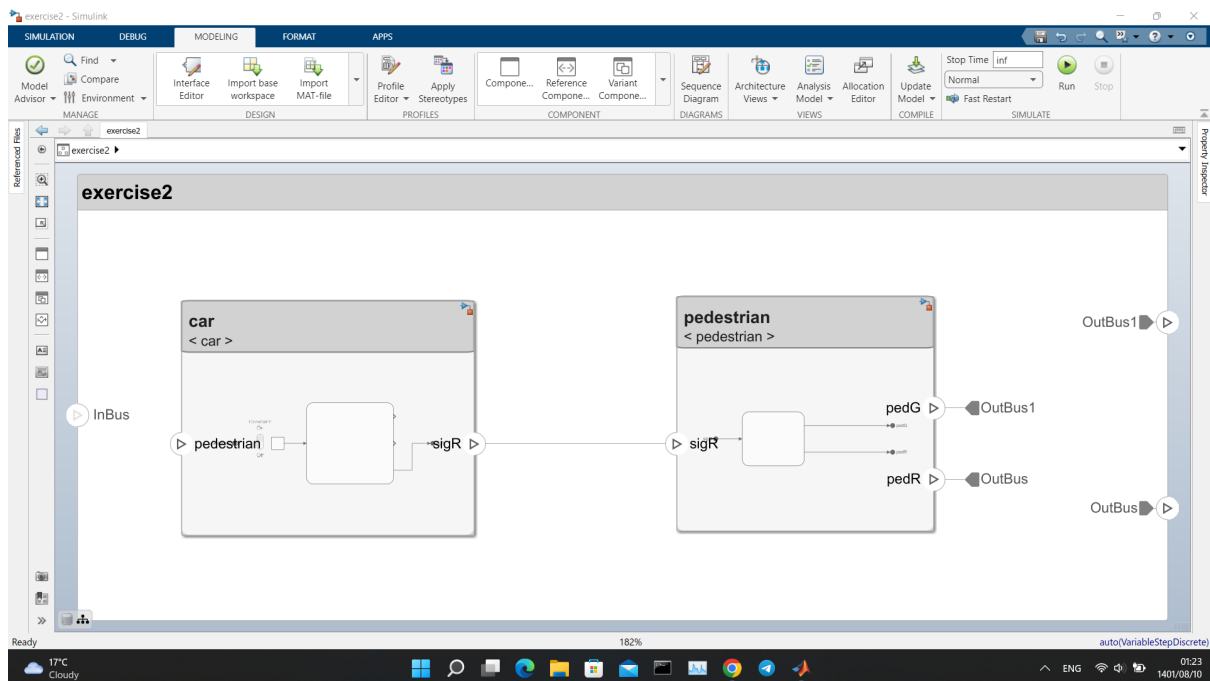 exercise2 - Simulink
SIMULATION DEBUG MODELING FORMAT APPS
Model Advisor
Find
Compare
Environment
MANAGE
Interface Editor
Import base workspace
Import MAT-file
DESIGN
Profile Editor
Apply Stereotypes
PROFILES
Compone...
Reference Compone...
Variant Compone...
COMPONENT
Sequence Diagram
DIAGRAMS
Architecture Views
Analysis Model
Allocation Editor
VIEWS
Update Model
COMPILE
Stop Time inf
Normal
Fast Restart
Run
Stop
SIMULATE
Referenced Files
exercise2
exercise2
Property Inspector
exercise2
car
< car >
pedestrian
< pedestrian >
OutBus1
InBus
pedestrian
Off
sigR
sigR
pedG
OutBus1
pedG
pedR
pedR
OutBus
OutBus
Ready
182%
auto(VariableStepDiscrete)
17°C
Cloudy
ENG
01:23
1401/08/10